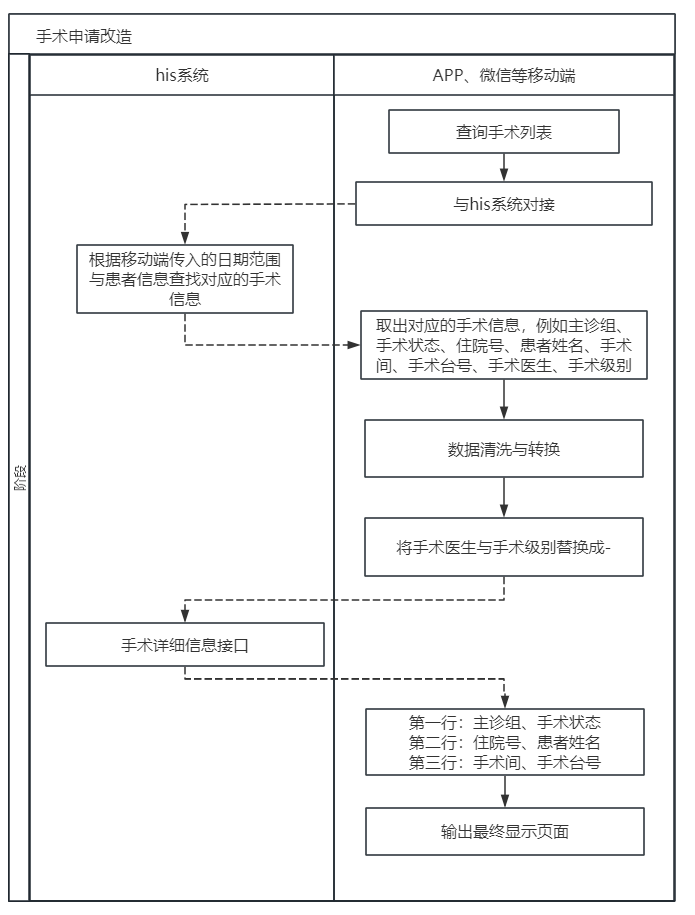 手术申请改造
his系统
APP、微信等移动端
查询手术列表
与his系统对接
根据移动端传入的日期范围
与患者信息查找对应的手术
信息
取出对应的手术信息，例如主诊组、
手术状态、住院号、患者姓名、手术
间、手术台号、手术医生、手术级别
数据清洗与转换
阶段
将手术医生与手术级别替换成-
手术详细信息接口
第一行：主诊组、手术状态
第二行：住院号、患者姓名
第三行：手术间、手术台号
输出最终显示页面